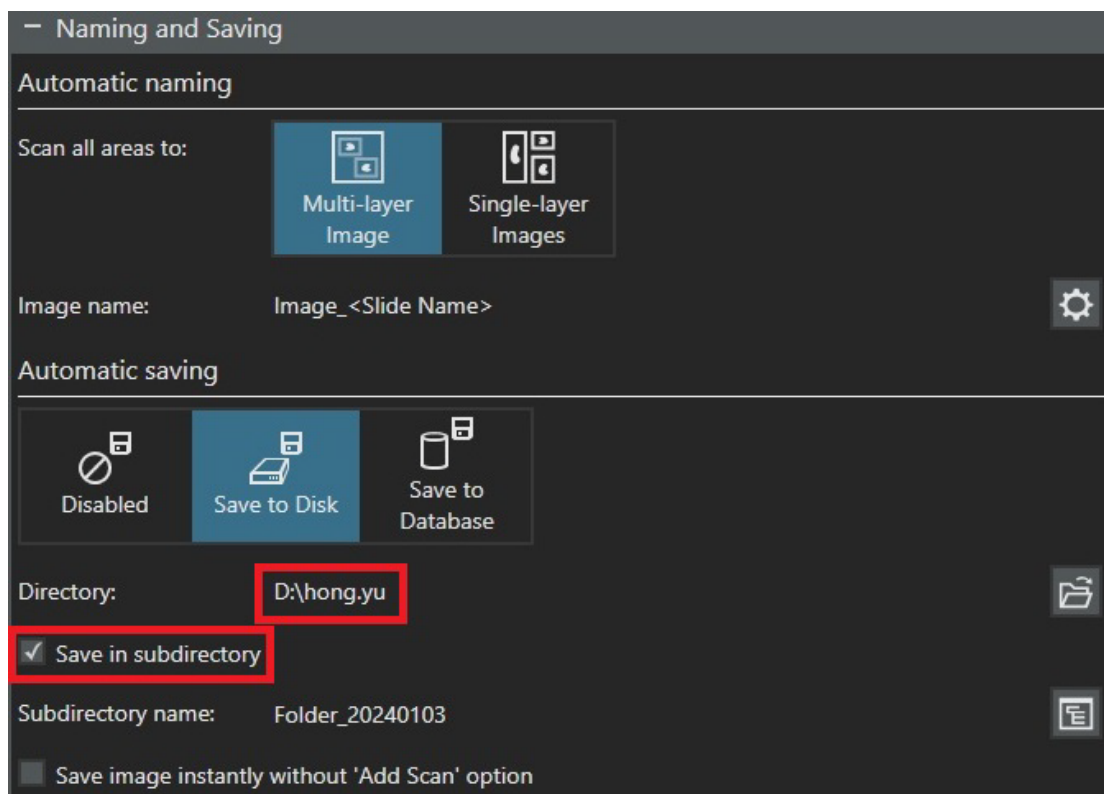 Naming and Saving
Automatic naming
Scan all areas to:
Multi-layer
Image
Single-layer
Images
Image name: Image_<Slide Name>
Automatic saving
Disabled
Save to Disk
Save to
Database
Directory: D:\hong.yu
Save in subdirectory
Subdirectory name: Folder_20240103
Save image instantly without 'Add Scan' option